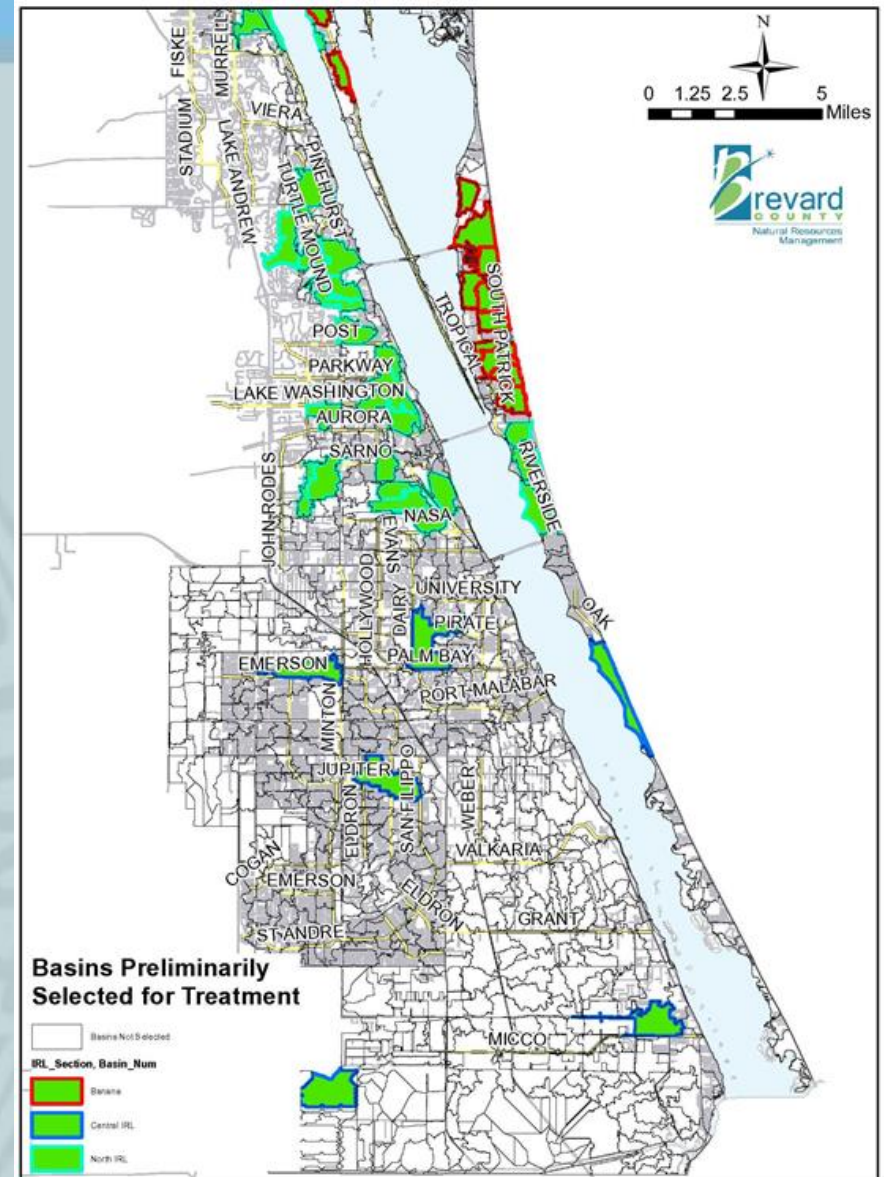 N
0 1.25 2.5 5
Miles
Brevard
COUNTY
Natural Resources
Management
FISKE
MURRELL
STADIUM
VIERA
LAKE ANDREW
PINEHURST
TURTLE MOUND
TROPICAL
SOUTH PATRICK
POST
PARKWAY
LAKE WASHINGTON
AURORA
SARNO
RIVERSIDE
JOHN RODES
NASA
EVANS
HOLLYWOOD
DAIRY
UNIVERSITY
OAK
PIRATE
EMERSON
PALM BAY
MINTON
PORT MALABAR
JUPITER
SAN FILIPPO
WEBER
ELDRON
VALKARIA
COGAN
EMERSON
ELDRON
GRANT
ST ANDRE
MICCO
Basins Preliminarily
Selected for Treatment
Basins Not Selected
IRL_Section, Basin_Num
Banana
Central IRL
North IRL